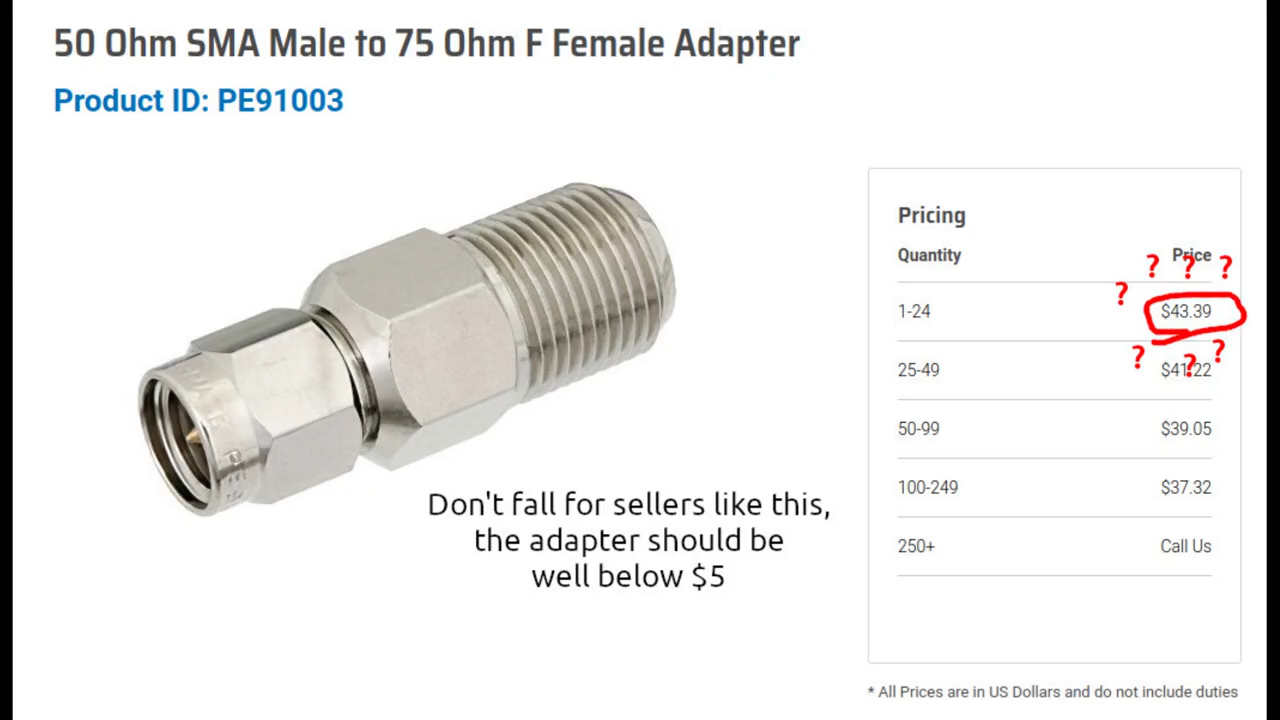 50 Ohm SMA Male to 75 Ohm F Female Adapter
Product ID: PE91003
Pricing
Quantity Price
? ? ?
?
1-24 $43.39
? ? ?
25-49 $41.22
50-99 $39.05
100-249 $37.32
250+ Call Us
Don't fall for sellers like this,
the adapter should be
well below $5
* All Prices are in US Dollars and do not include duties